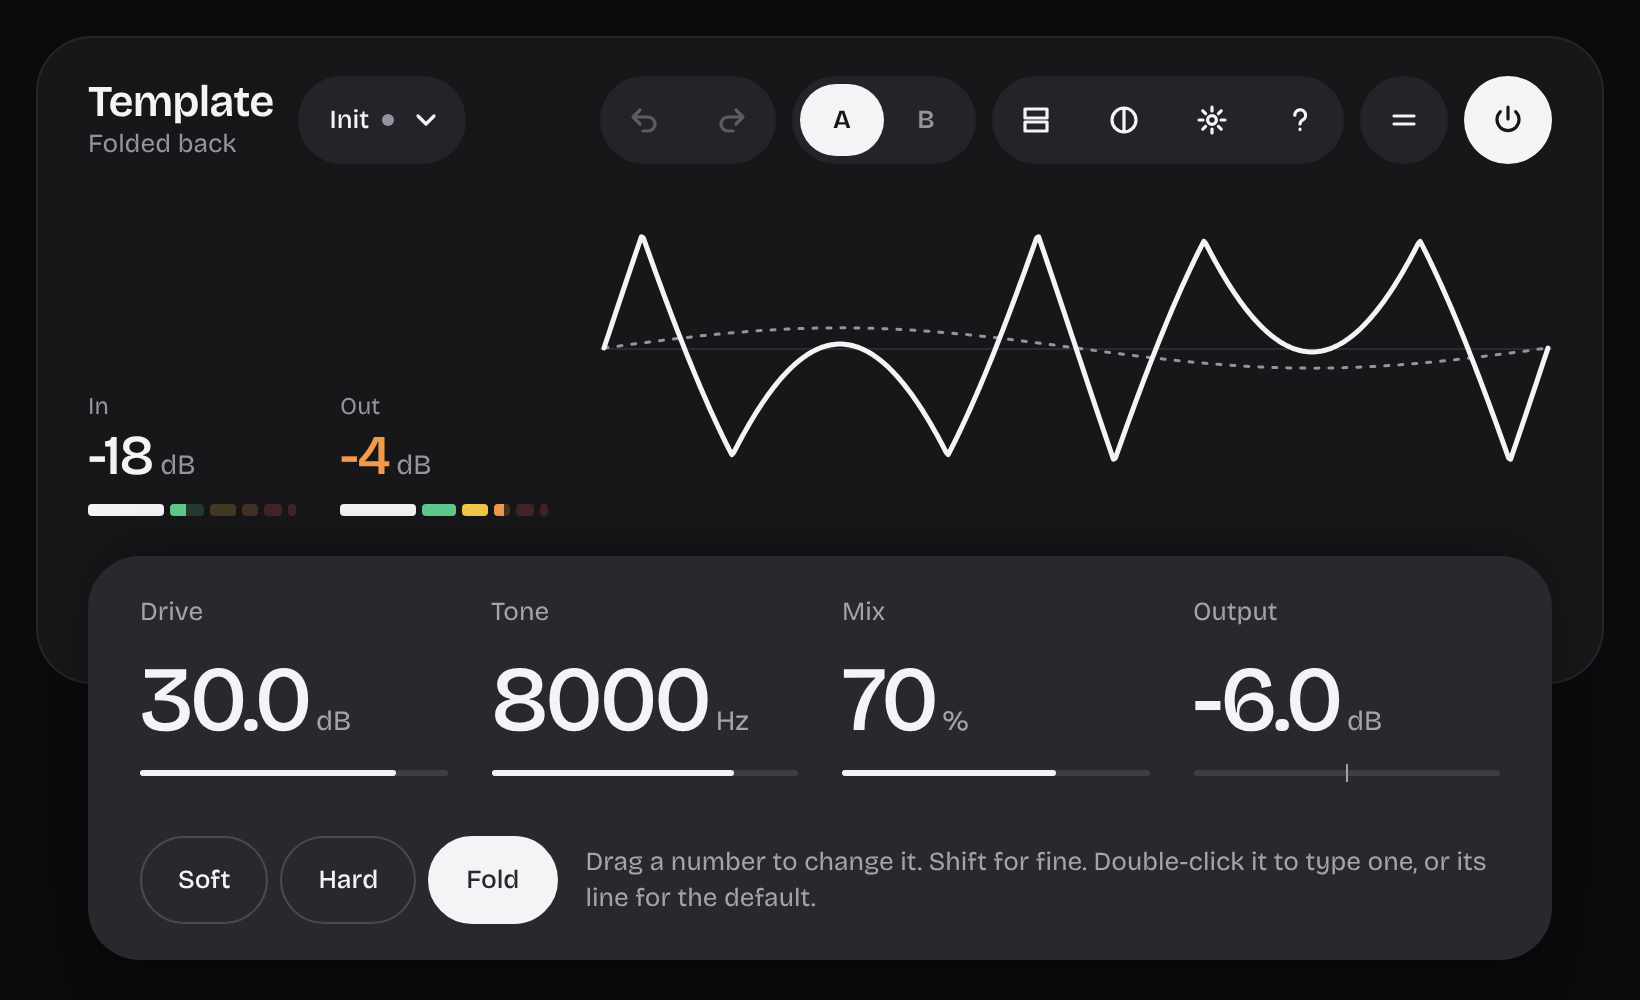 Template
Folded back
Init
A
B
?
In
-18 dB
Out
-4 dB
Drive
30.0 dB
Tone
8000 Hz
Mix
70 %
Output
-6.0 dB
Soft
Hard
Fold
Drag a number to change it. Shift for fine. Double-click it to type one, or its
line for the default.